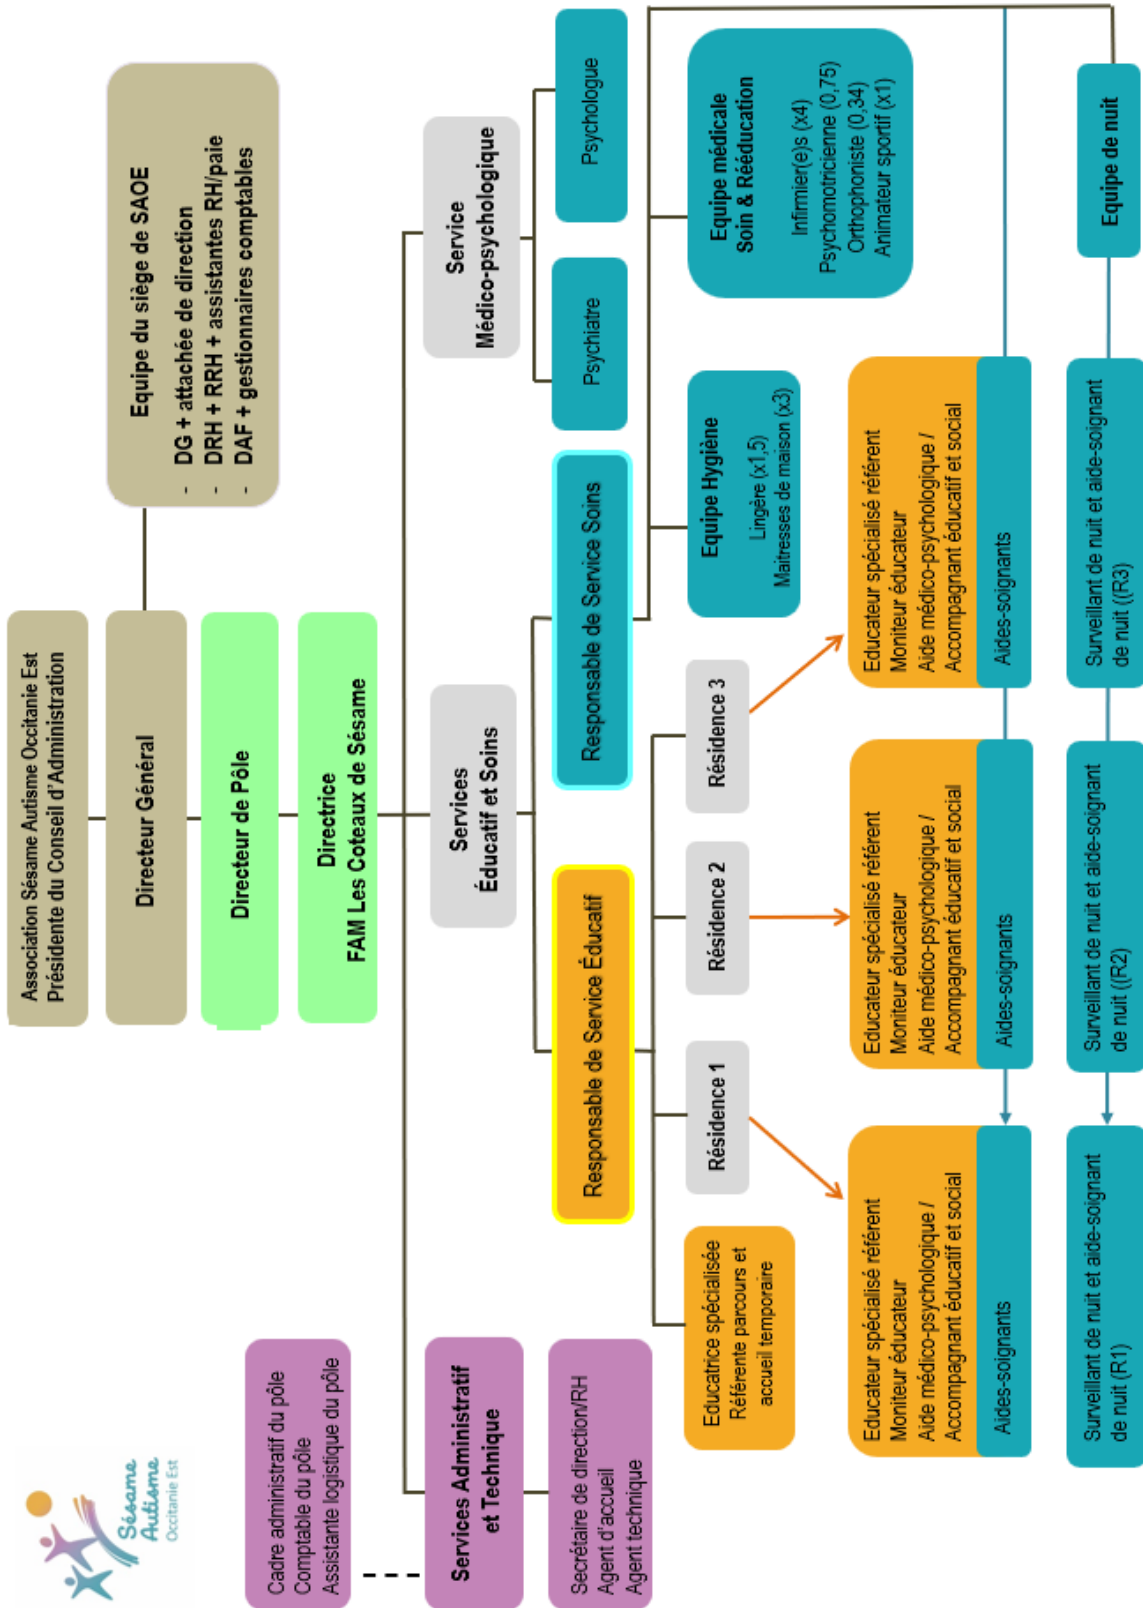 Sésame
Autisme
Occitanie Est
Association Sésame Autisme Occitanie Est
Présidente du Conseil d'Administration
Directeur Général
Equipe du siège de SAOE
- DG + attachée de direction
- DRH + RRH + assistantes RH/paie
- DAF + gestionnaires comptables
Directeur de Pôle
Directrice
FAM Les Coteaux de Sésame
Cadre administratif du pôle
Comptable du pôle
Assistante logistique du pôle
Services Administratif
et Technique
Services
Éducatif et Soins
Service
Médico-psychologique
Secrétaire de direction/RH
Agent d'accueil
Agent technique
Responsable de Service Éducatif
Responsable de Service Soins
Psychiatre
Psychologue
Educatrice spécialisée
Référente parcours et
accueil temporaire
Résidence 1
Résidence 2
Résidence 3
Equipe Hygiène
Lingère (x1,5)
Maitresses de maison (x3)
Equipe médicale
Soin & Rééducation
Infirmier(e)s (x4)
Psychomotricienne (0,75)
Orthophoniste (0,34)
Animateur sportif (x1)
Educateur spécialisé référent
Moniteur éducateur
Aide médico-psychologique /
Accompagnant éducatif et social
Aides-soignants
Educateur spécialisé référent
Moniteur éducateur
Aide médico-psychologique /
Accompagnant éducatif et social
Aides-soignants
Educateur spécialisé référent
Moniteur éducateur
Aide médico-psychologique /
Accompagnant éducatif et social
Aides-soignants
Surveillant de nuit et aide-soignant
de nuit (R1)
Surveillant de nuit et aide-soignant
de nuit ((R2)
Surveillant de nuit et aide-soignant
de nuit ((R3)
Equipe de nuit